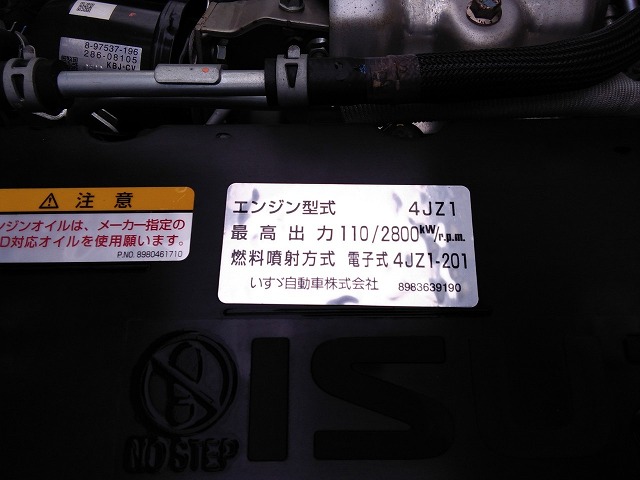 8-97537-196
286-08105
KBJ-CV
⚠ 注意
ンジンオイルは、メーカー指定の
D対応オイルを使用願います。
P.NO. 8980461710
エンジン型式 4JZ1
最高出力 110/2800kW/r.p.m.
燃料噴射方式 電子式 4JZ1-201
いすゞ自動車株式会社 8983639190
ISU
NO STEP